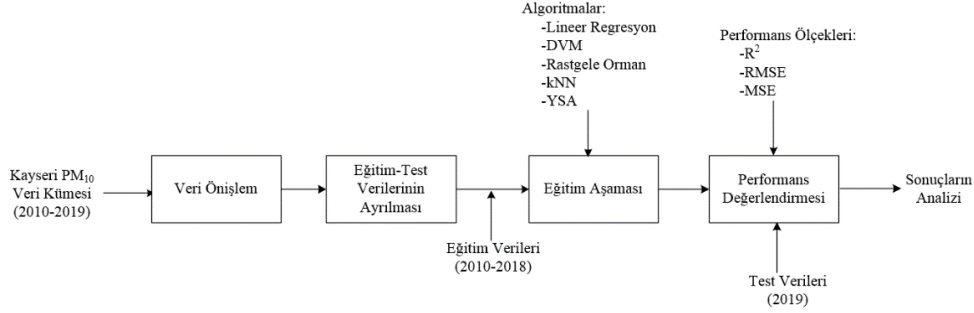 Kayseri PM₁₀
Veri Kümesi
(2010-2019)
Veri Önişlem
Eğitim-Test
Verilerinin
Ayrılması
Eğitim Verileri
(2010-2018)
Algoritmalar:
-Lineer Regresyon
-DVM
-Rastgele Orman
-kNN
-YSA
Eğitim Aşaması
Performans Ölçekleri:
-R²
-RMSE
-MSE
Performans
Değerlendirmesi
Test Verileri
(2019)
Sonuçların
Analizi